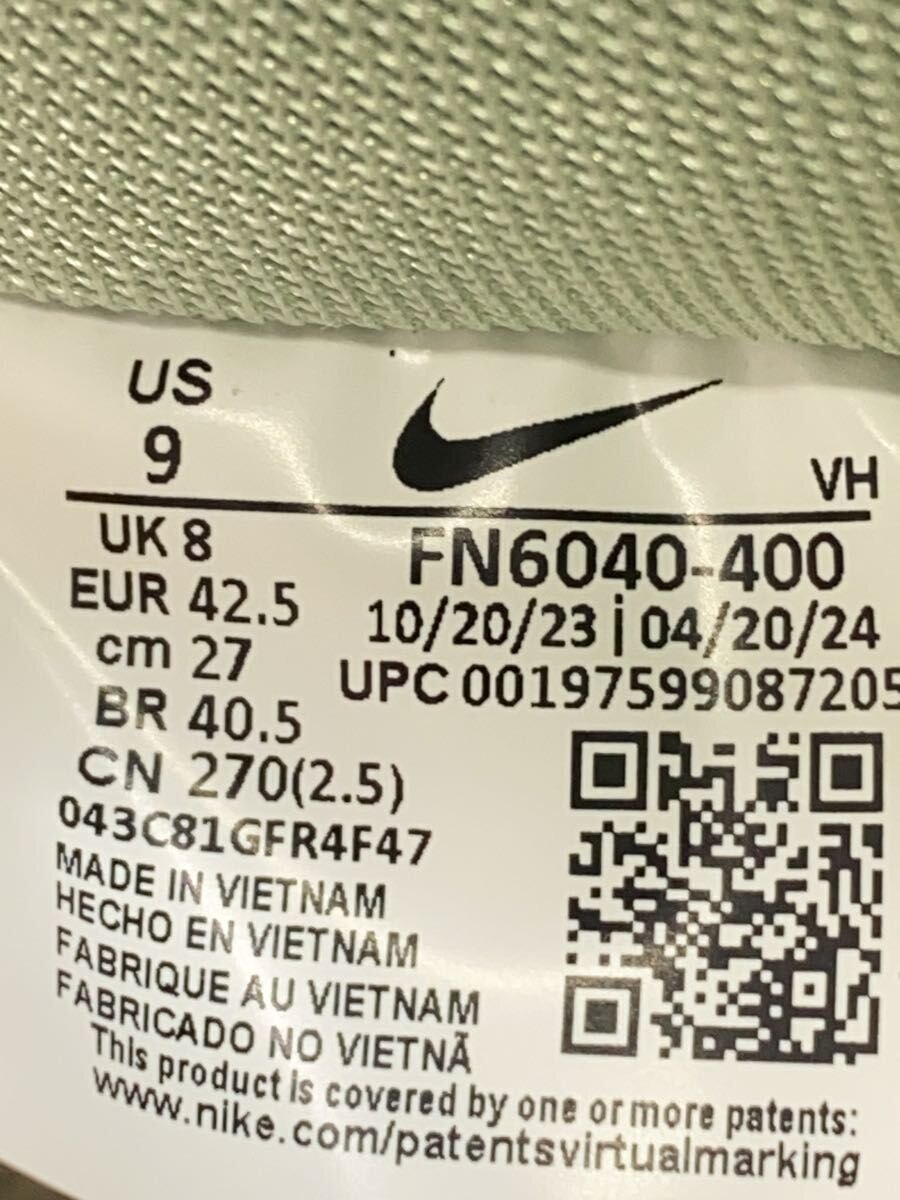 US
9
VH
UK 8
FN6040-400
EUR 42.5
10/20/23 | 04/20/24
cm 27
UPC 00197599087205
BR 40.5
CN 270(2.5)
043C81GFR4F47
MADE IN VIETNAM
HECHO EN VIETNAM
FABRIQUE AU VIETNAM
FABRICADO NO VIETNÃ
This product is covered by one or more patents:
www.nike.com/patentsvirtualmarking